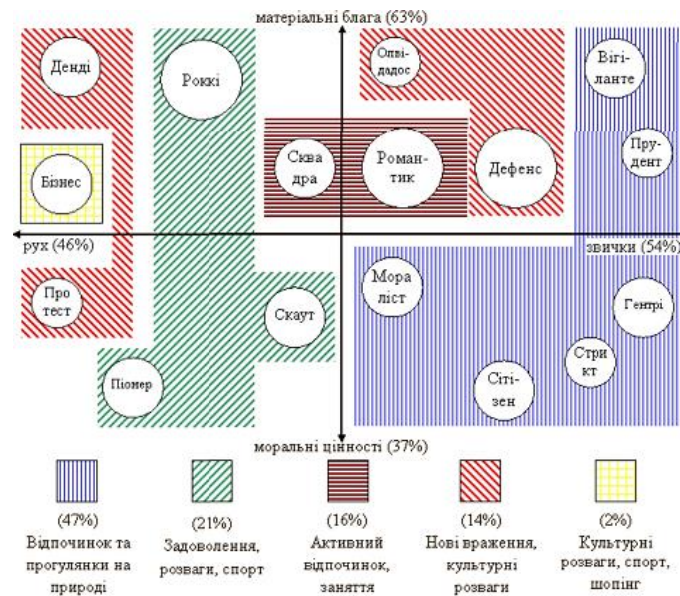 матеріальні блага (63%)
Денді
Роккі
Олві-
дадос
Вігі-
ланте
Пру-
дент
Сква
дра
Роман-
тик
Дефенс
Бізнес
рух (46%)
звички (54%)
Мора
ліст
Про
тест
Скаут
Гентрі
Стри
кт
Піонер
Сіті-
зен
моральні цінності (37%)
(47%)
Відпочинок та
прогулянки на
природі
(21%)
Задоволення,
розваги, спорт
(16%)
Активний
відпочинок,
заняття
(14%)
Нові враження,
культурні
розваги
(2%)
Культурні
розваги, спорт,
шопінг